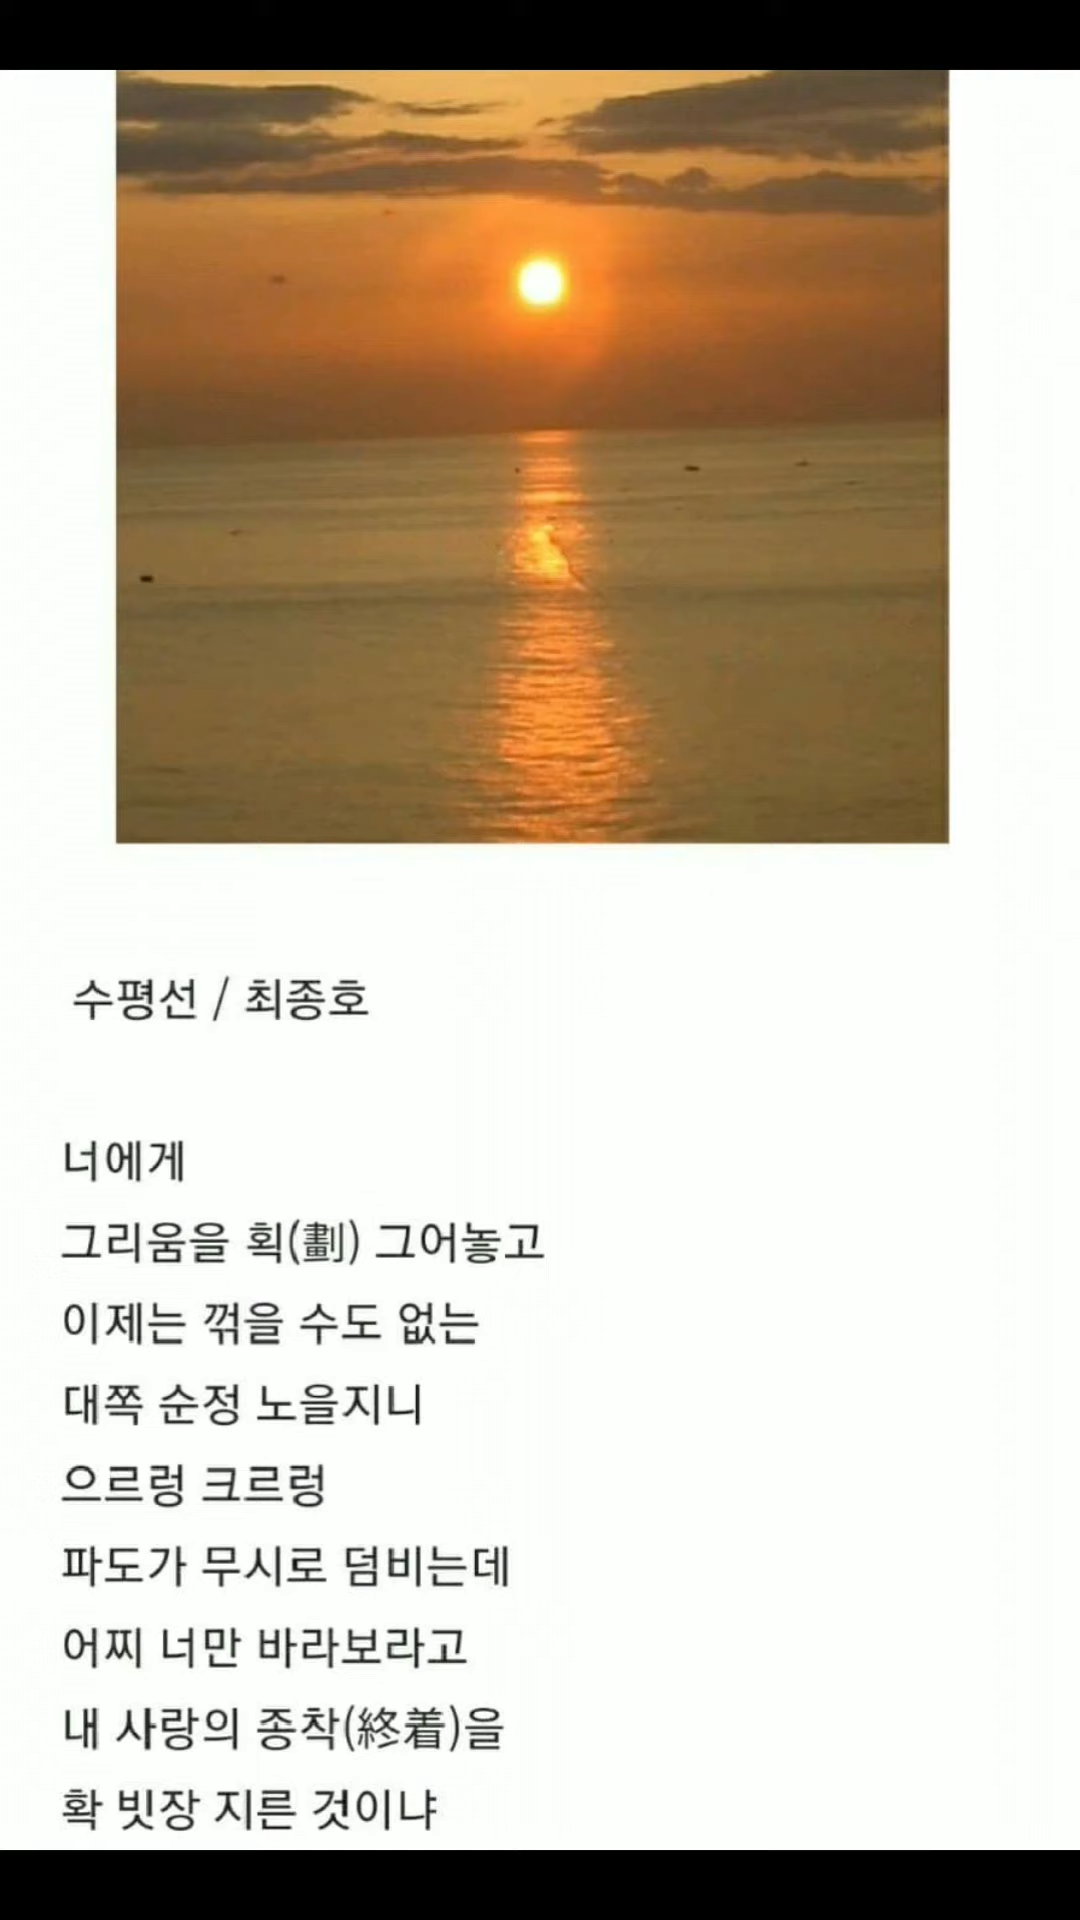 수평선 / 최종호
너에게
그리움을 획(劃) 그어놓고
이제는 꺾을 수도 없는
대쪽 순정 노을지니
으르렁 크르렁
파도가 무시로 덤비는데
어찌 너만 바라보라고
내 사랑의 종착(終着)을
확 빗장 지른 것이냐